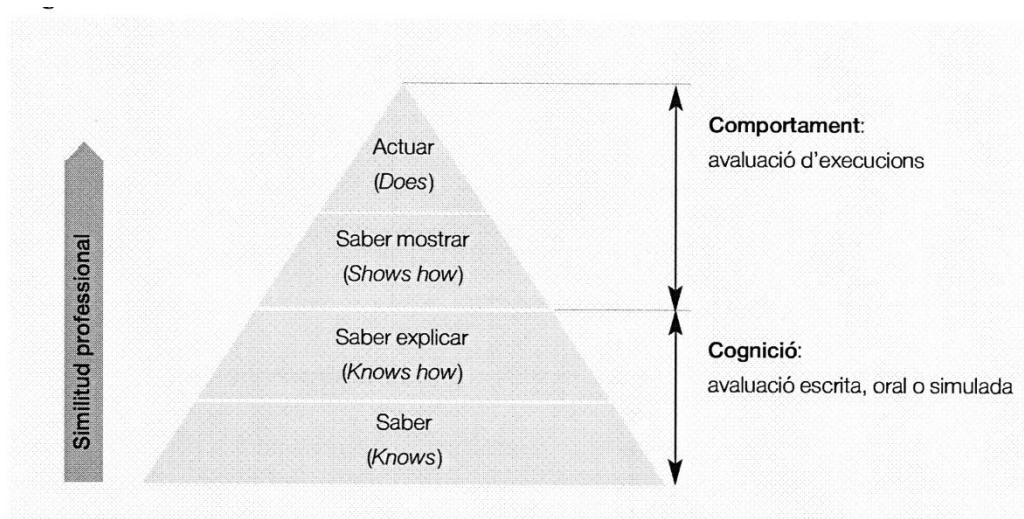 Similitud professional
Actuar
(Does)
Saber mostrar
(Shows how)
Saber explicar
(Knows how)
Saber
(Knows)
Comportament:
avaluació d'execucions
Cognició:
avaluació escrita, oral o simulada